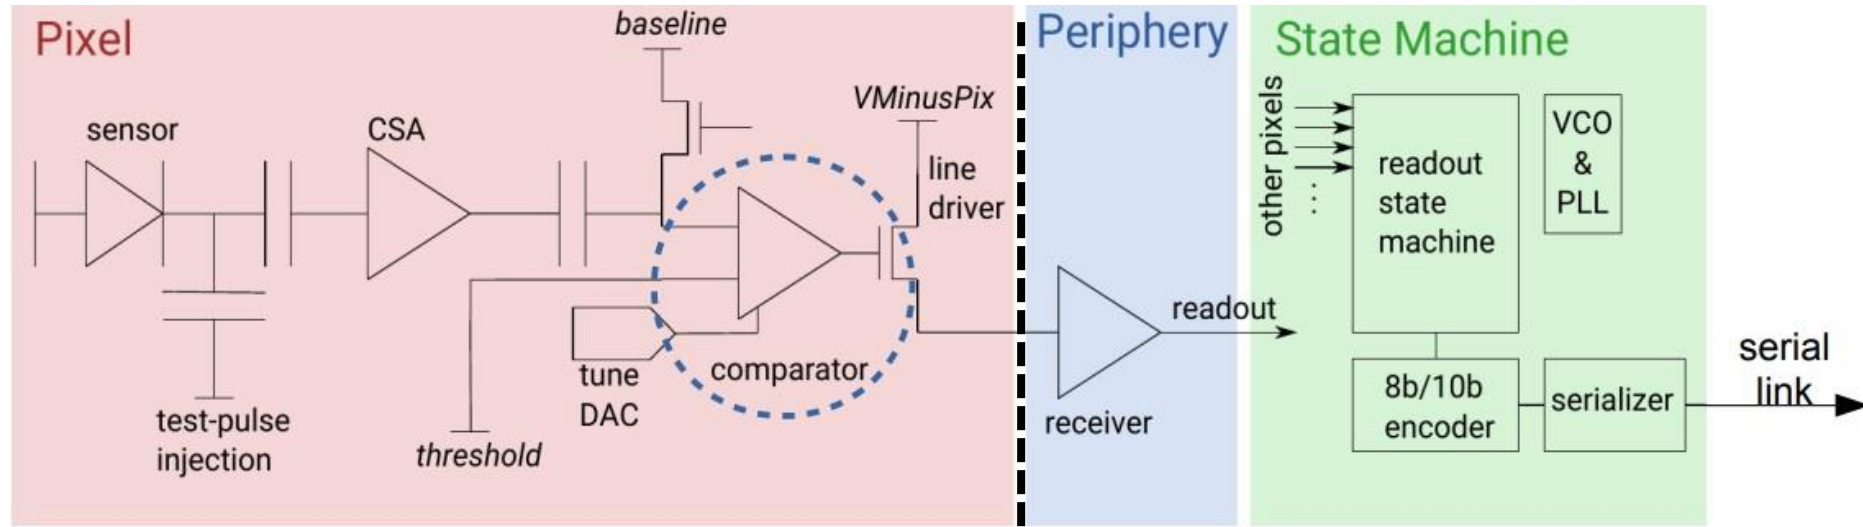 Pixel
baseline
Periphery
State Machine
sensor
CSA
VMinusPix
line
driver
other pixels
readout
state
machine
VCO
&
PLL
readout
tune
DAC
comparator
test-pulse
injection
threshold
receiver
8b/10b
encoder
serializer
serial
link